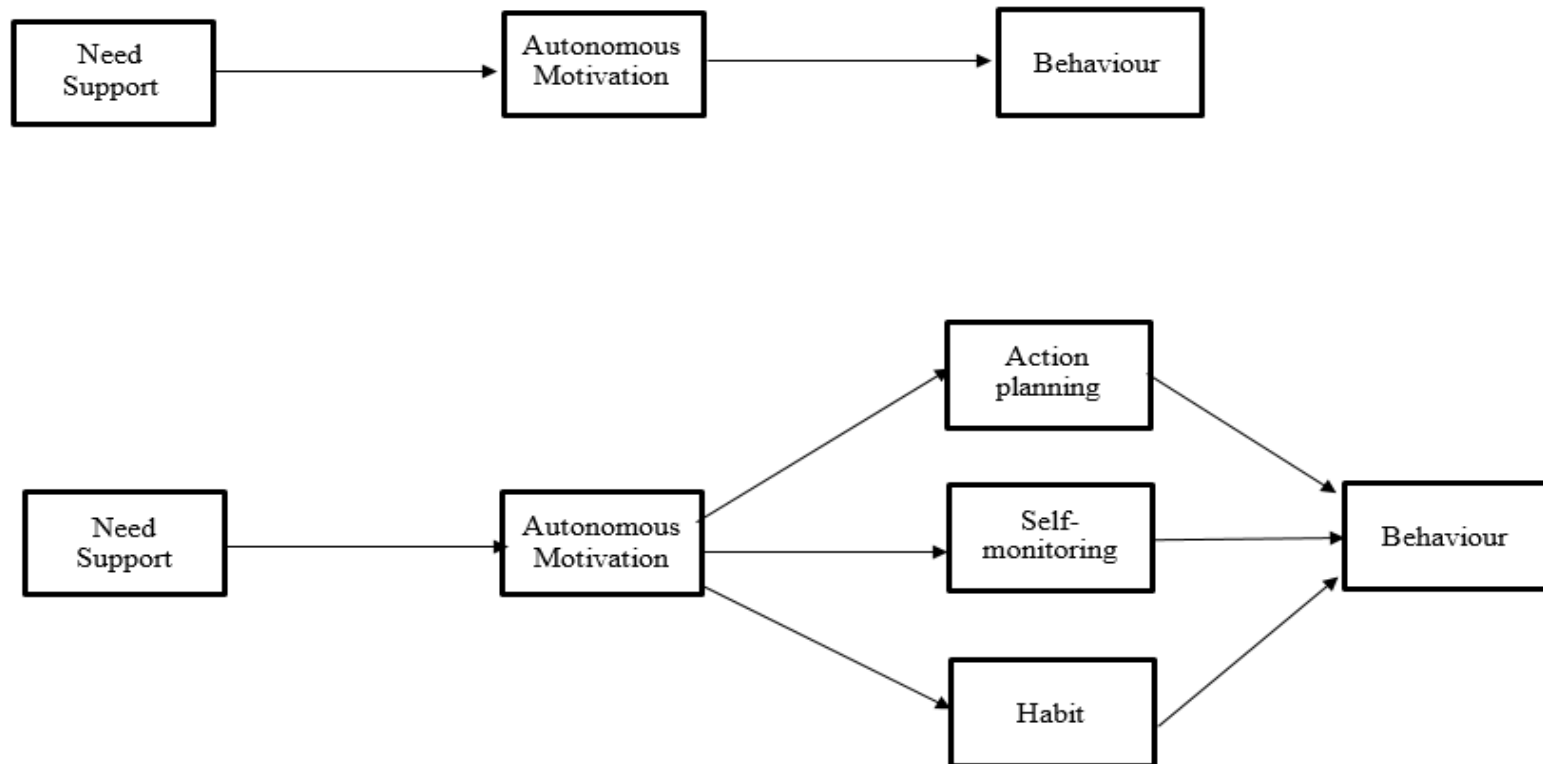 Need
Support
Autonomous
Motivation
Behaviour
Action
planning
Need
Support
Autonomous
Motivation
Self-
monitoring
Behaviour
Habit